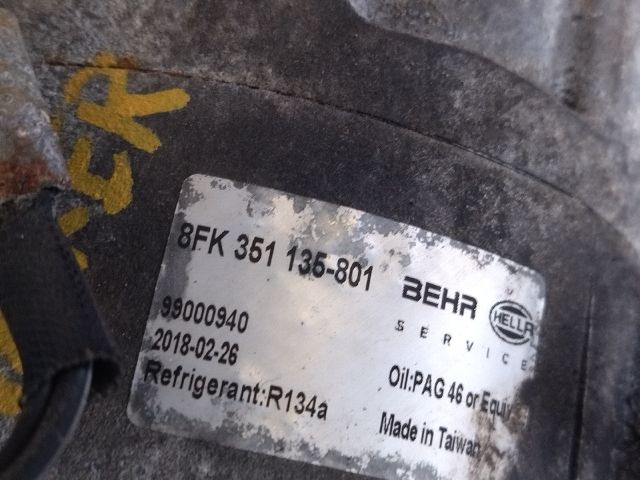 8FK 351 135-801
BEHR HELLA
SERVICE
99000940
2018-02-26
Refrigerant:R134a
Oil:PAG 46 or
Made in Taiwan